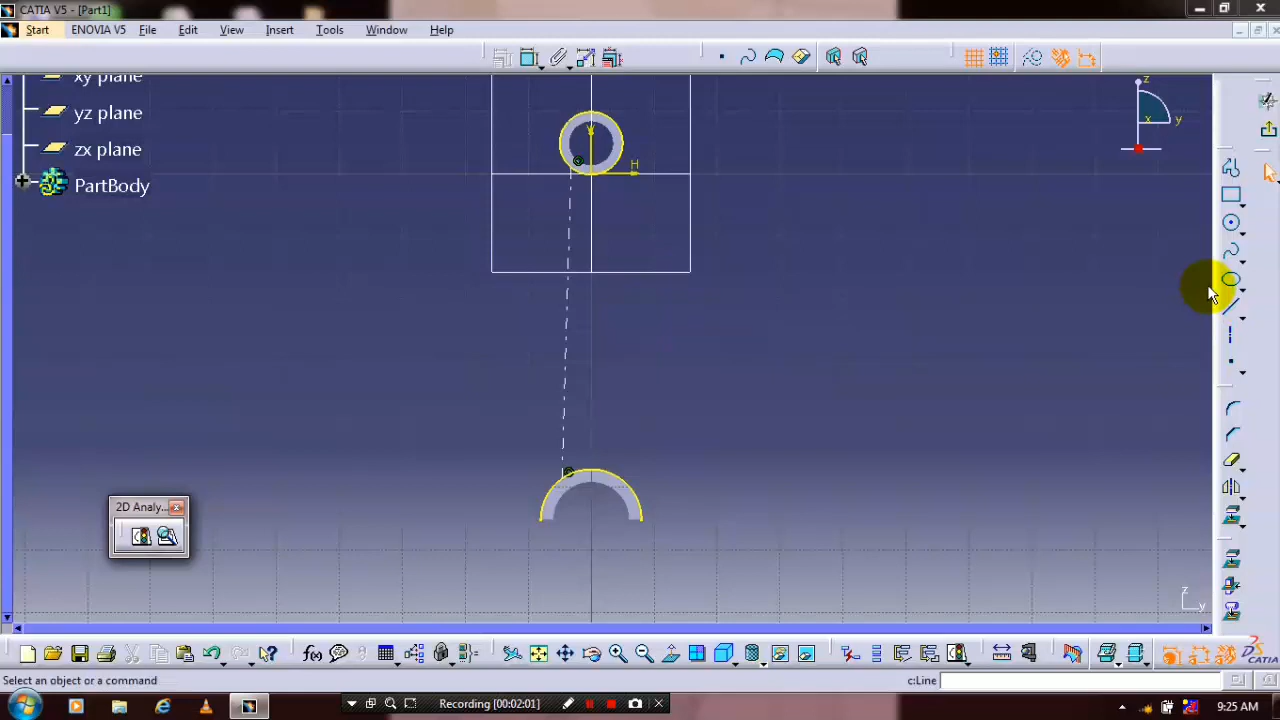 CATIA V5 - [Part1]
Start ENOVIA V5 File Edit View Insert Tools Window Help
xy plane
yz plane
zx plane
PartBody
V
H
z
x y
2D Analy...
z
y
f(x)
CATIA
Select an object or a command
c:Line
Recording [00:02:01]
9:25 AM